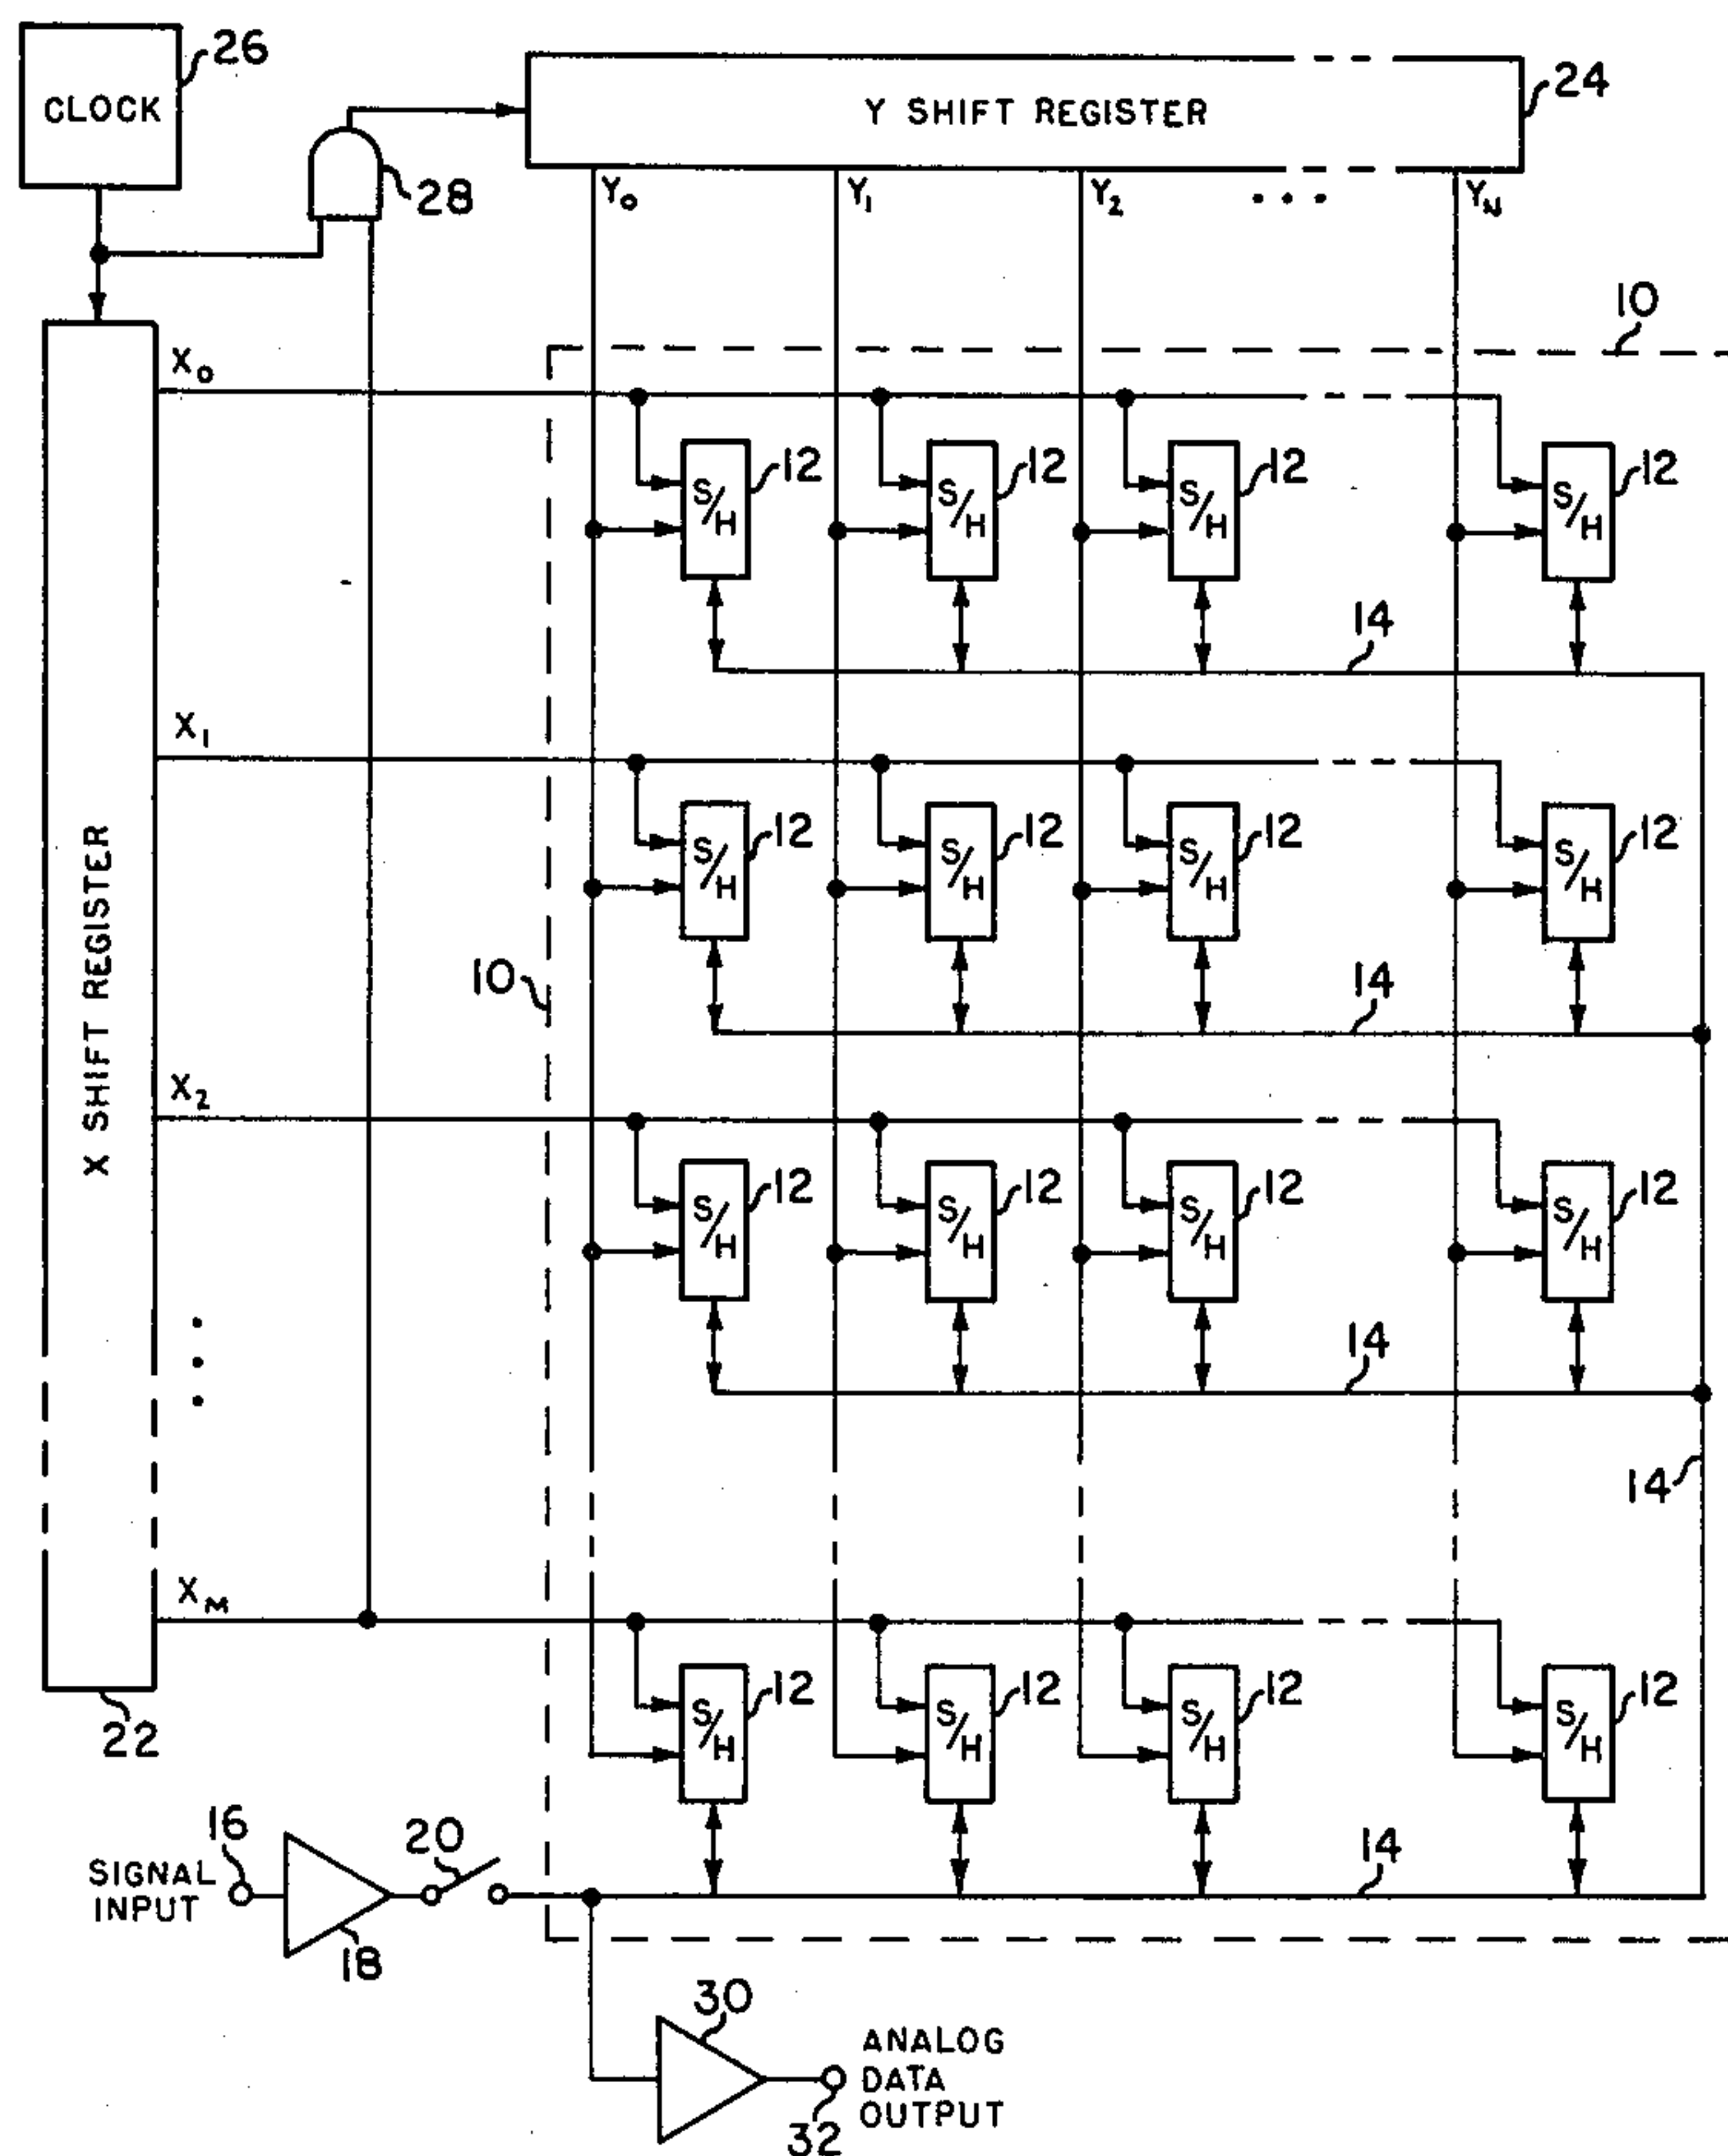 26
CLOCK
24
Y SHIFT REGISTER
28
Y0 Y1 Y2 ... YN
10
X0
12 12 12 12
S/H S/H S/H S/H
14
X1
12 12 12 12
S/H S/H S/H S/H
X SHIFT REGISTER
10
14
X2
12 12 12 12
S/H S/H S/H S/H
14
14
XM
12 12 12 12
S/H S/H S/H S/H
22
16
20
14
SIGNAL
INPUT
18
30
ANALOG
DATA
OUTPUT
32